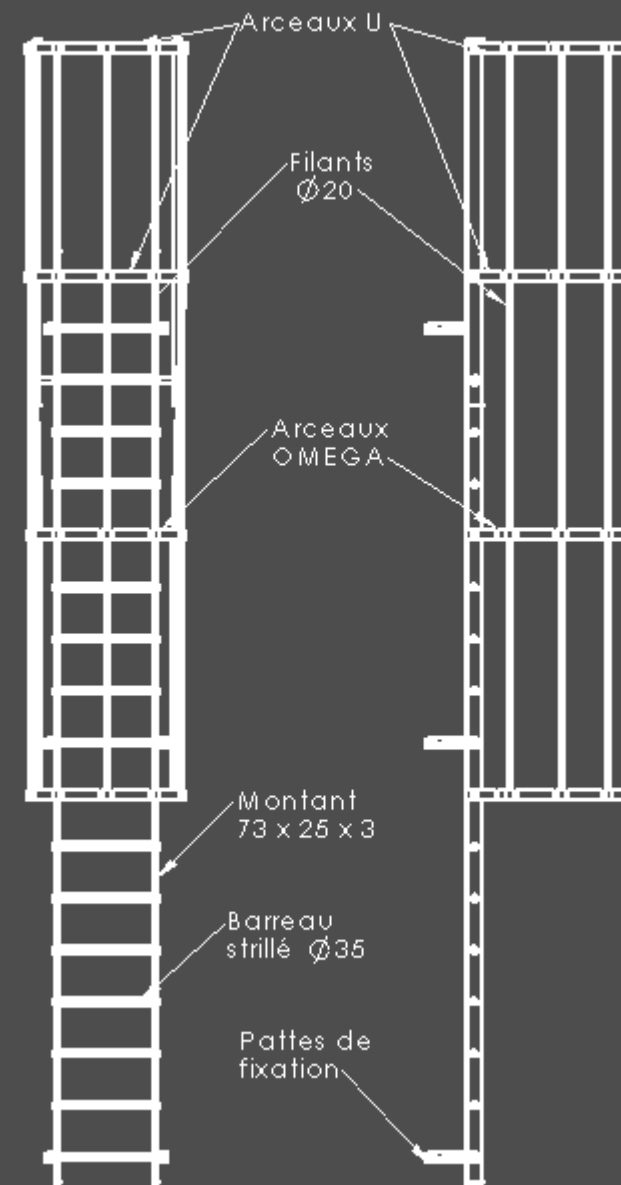 Arceaux U
Filants
Ø20
Arceaux
OMEGA
Montant
73 x 25 x 3
Barreau
strillé Ø35
Pattes de
fixation